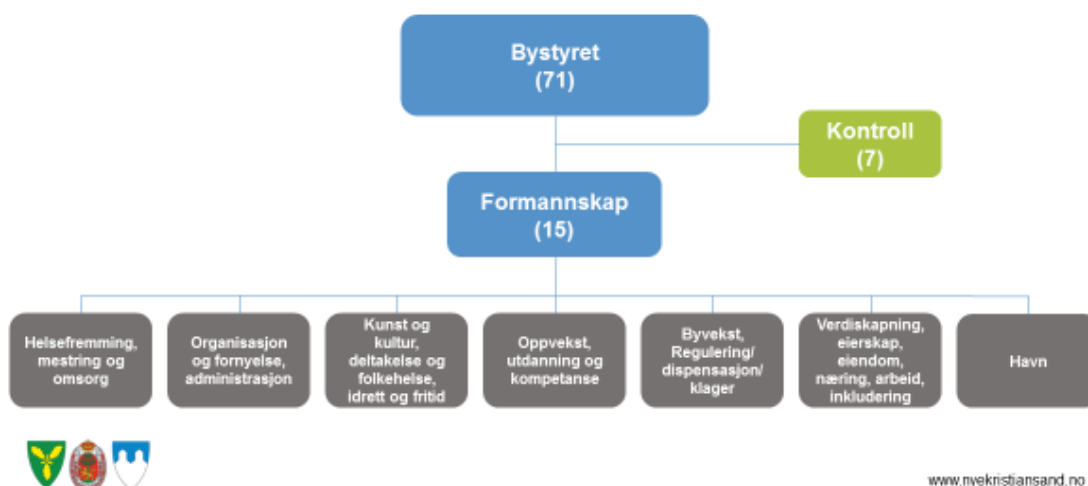 Bystyret
(71)
Kontroll
(7)
Formannskap
(15)
Helsefremming,
mestring og
omsorg
Organisasjon
og fornyelse,
administrasjon
Kunst og
kultur,
deltakelse og
folkehelse,
idrett og fritid
Oppvekst,
utdanning og
kompetanse
Byvekst,
Regulering/
dispensasjon/
klager
Verdiskapning,
eierskap,
eiendom,
næring, arbeid,
inkludering
Havn
www.nyekristiansand.no